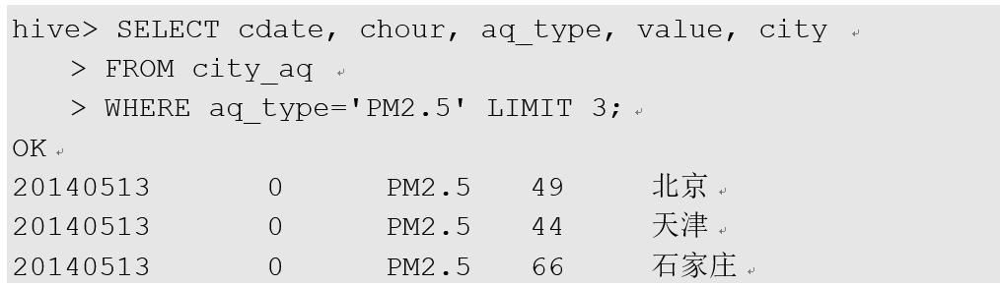 hive> SELECT cdate, chour, aq_type, value, city
> FROM city_aq
> WHERE aq_type='PM2.5' LIMIT 3;
OK
20140513 0 PM2.5 49 北京
20140513 0 PM2.5 44 天津
20140513 0 PM2.5 66 石家庄